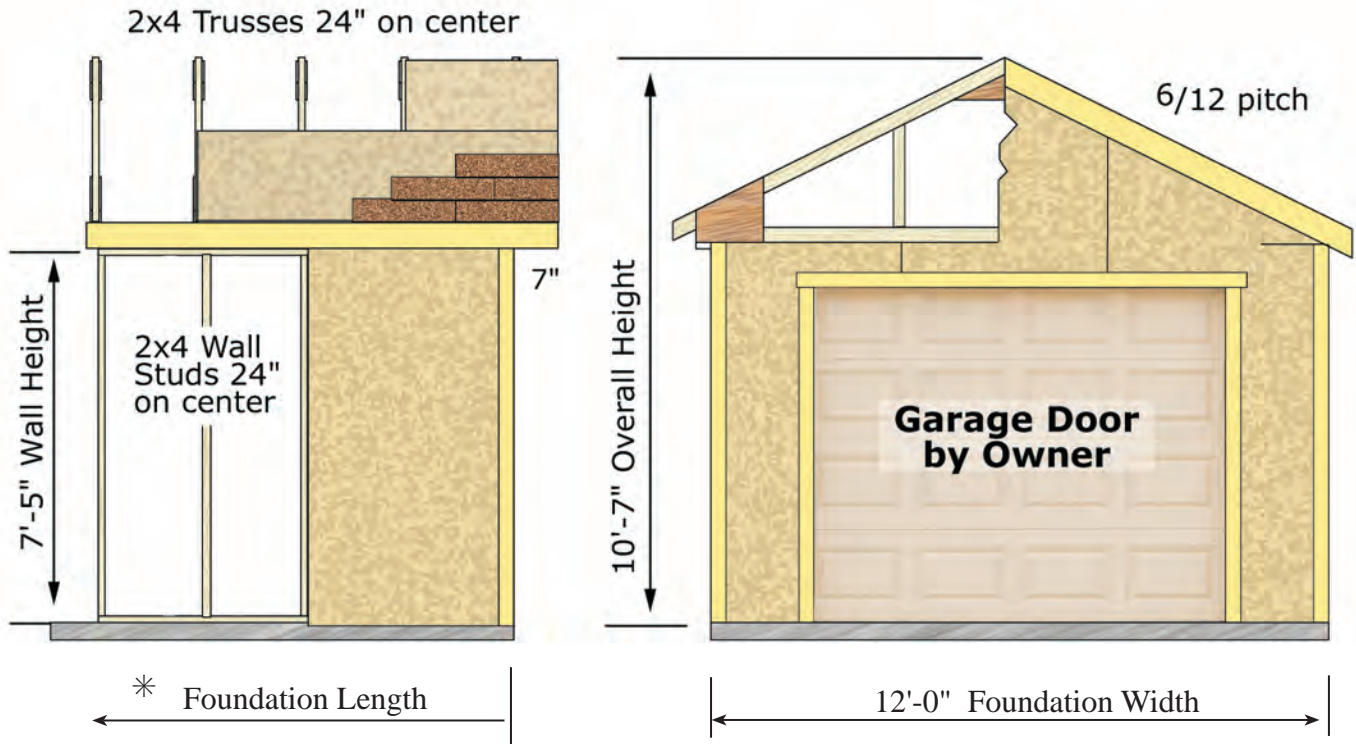 2x4 Trusses 24" on center
6/12 pitch
7'-5" Wall Height
2x4 Wall
Studs 24"
on center
7"
10'-7" Overall Height
Garage Door
by Owner
* Foundation Length
12'-0" Foundation Width